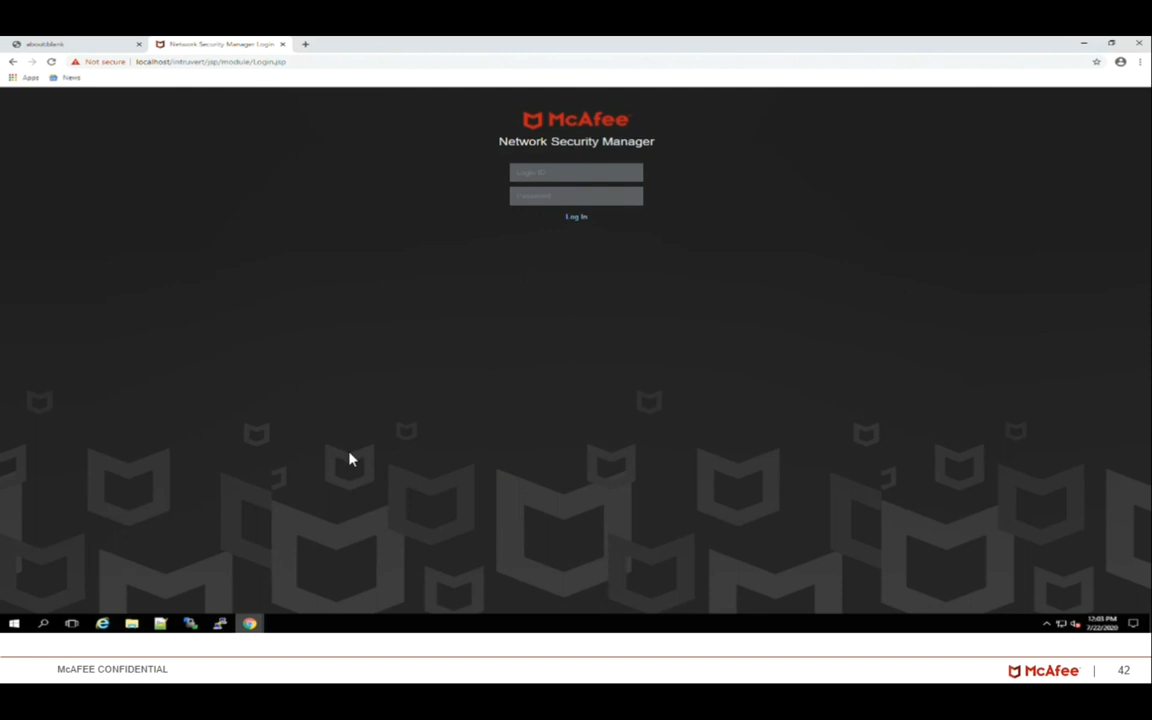 about:blank
Network Security Manager Login
Not secure | localhost/intruvert/jsp/module/Login.jsp
Apps News
McAfee
Network Security Manager
Login ID
Password
Log In
12:03 PM
7/22/2020
McAFEE CONFIDENTIAL
McAfee | 42